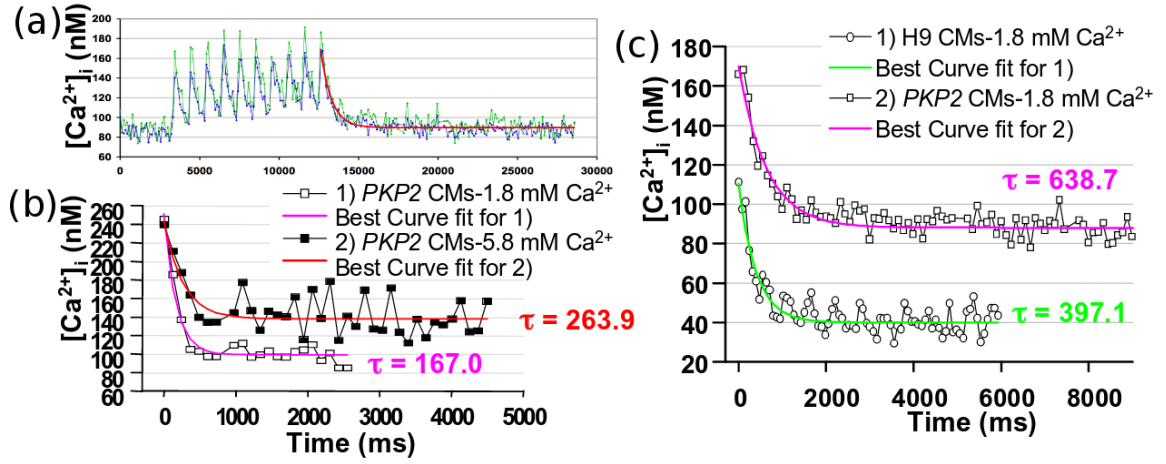 (a)
[Ca²⁺]ᵢ (nM)
200
180
160
140
120
100
80
60
0
5000
10000
15000
20000
25000
30000
(b)
[Ca²⁺]ᵢ (nM)
260
240
220
200
180
160
140
120
100
80
60
1) PKP2 CMs-1.8 mM Ca²⁺
Best Curve fit for 1)
2) PKP2 CMs-5.8 mM Ca²⁺
Best Curve fit for 2)
τ = 263.9
τ = 167.0
0 1000 2000 3000 4000 5000
Time (ms)
(c)
[Ca²⁺]ᵢ (nM)
180
160
140
120
100
80
60
40
20
1) H9 CMs-1.8 mM Ca²⁺
Best Curve fit for 1)
2) PKP2 CMs-1.8 mM Ca²⁺
Best Curve fit for 2)
τ = 638.7
τ = 397.1
0 2000 4000 6000 8000
Time (ms)